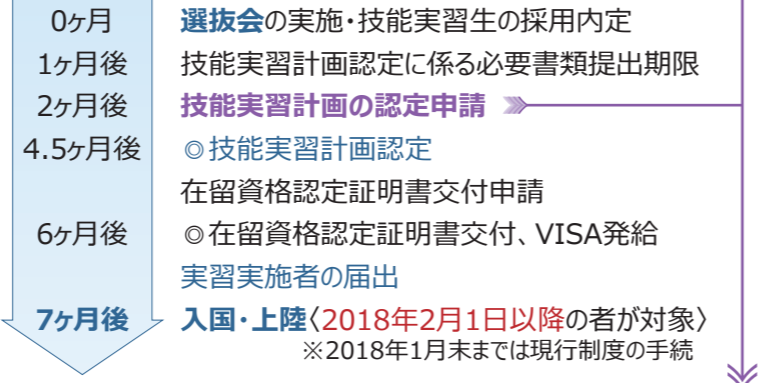 0ヶ月 選抜会の実施・技能実習生の採用内定
1ヶ月後 技能実習計画認定に係る必要書類提出期限
2ヶ月後 技能実習計画の認定申請
4.5ヶ月後 ◎技能実習計画認定
在留資格認定証明書交付申請
6ヶ月後 ◎在留資格認定証明書交付、VISA発給
実習実施者の届出
7ヶ月後 入国・上陸〈2018年2月1日以降の者が対象〉
※2018年1月末までは現行制度の手続